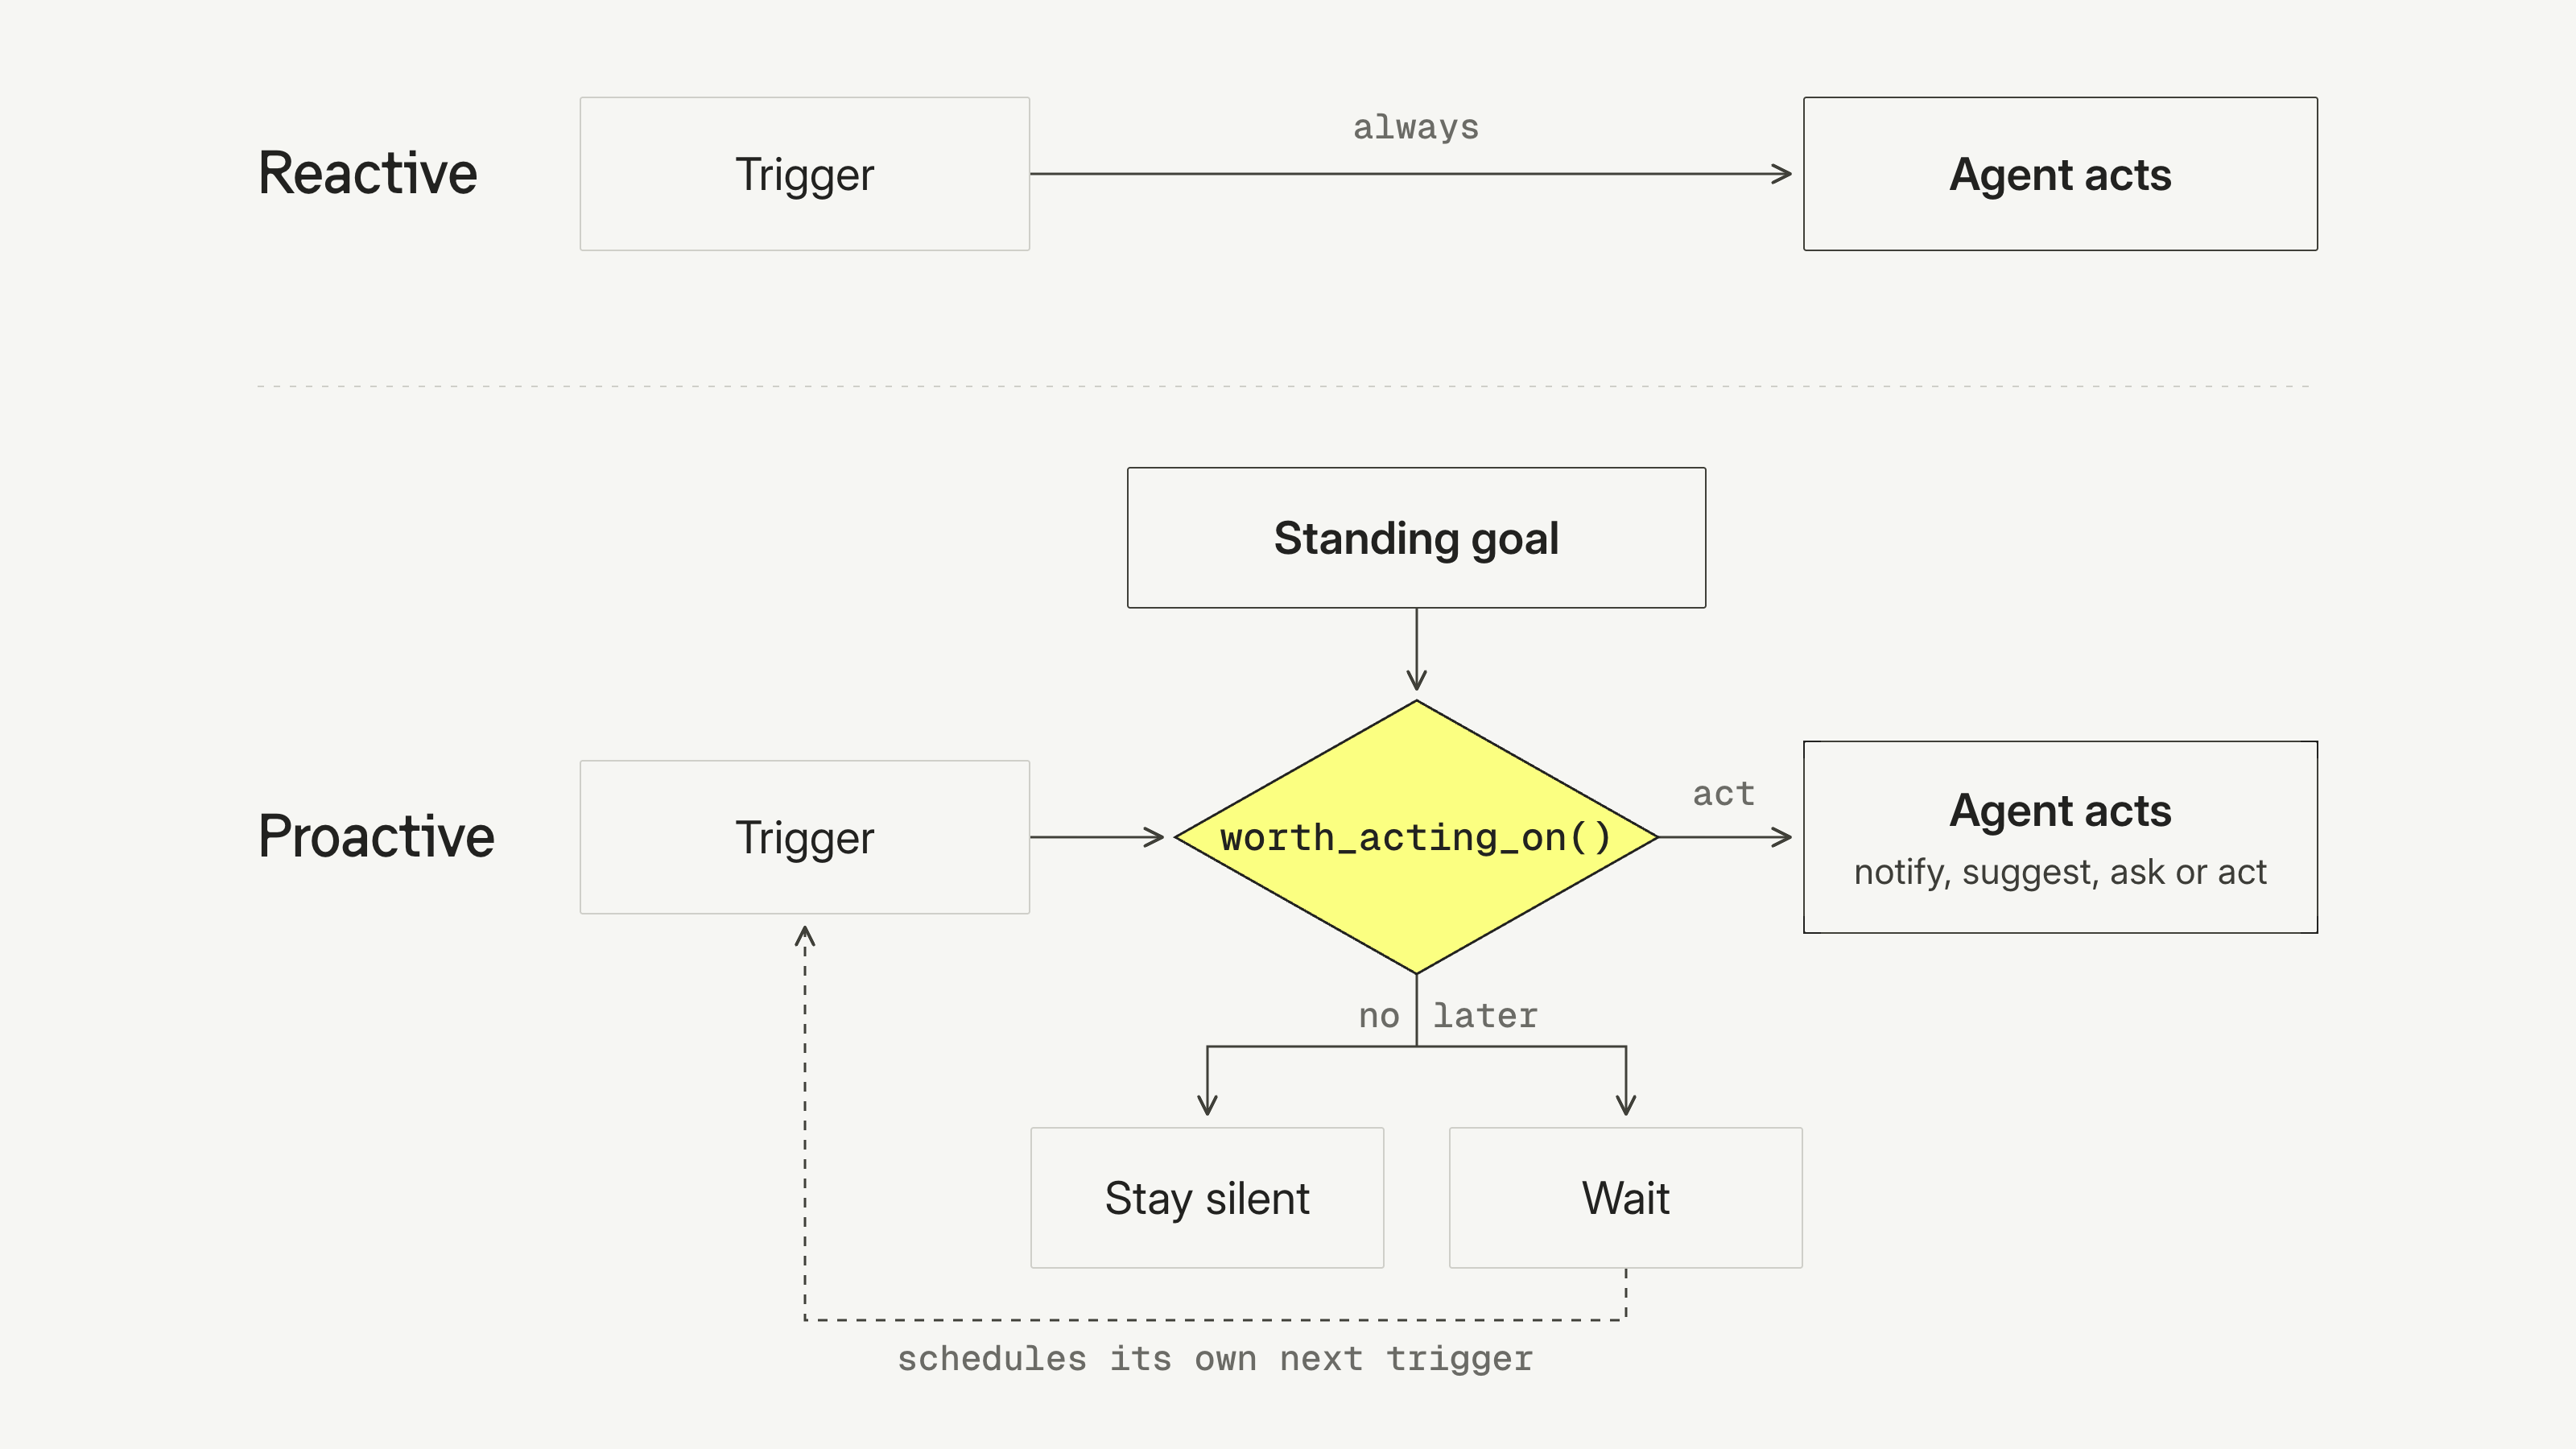 Reactive
Trigger
always
Agent acts
Standing goal
Proactive
Trigger
worth_acting_on()
act
Agent acts
notify, suggest, ask or act
no
later
Stay silent
Wait
schedules its own next trigger